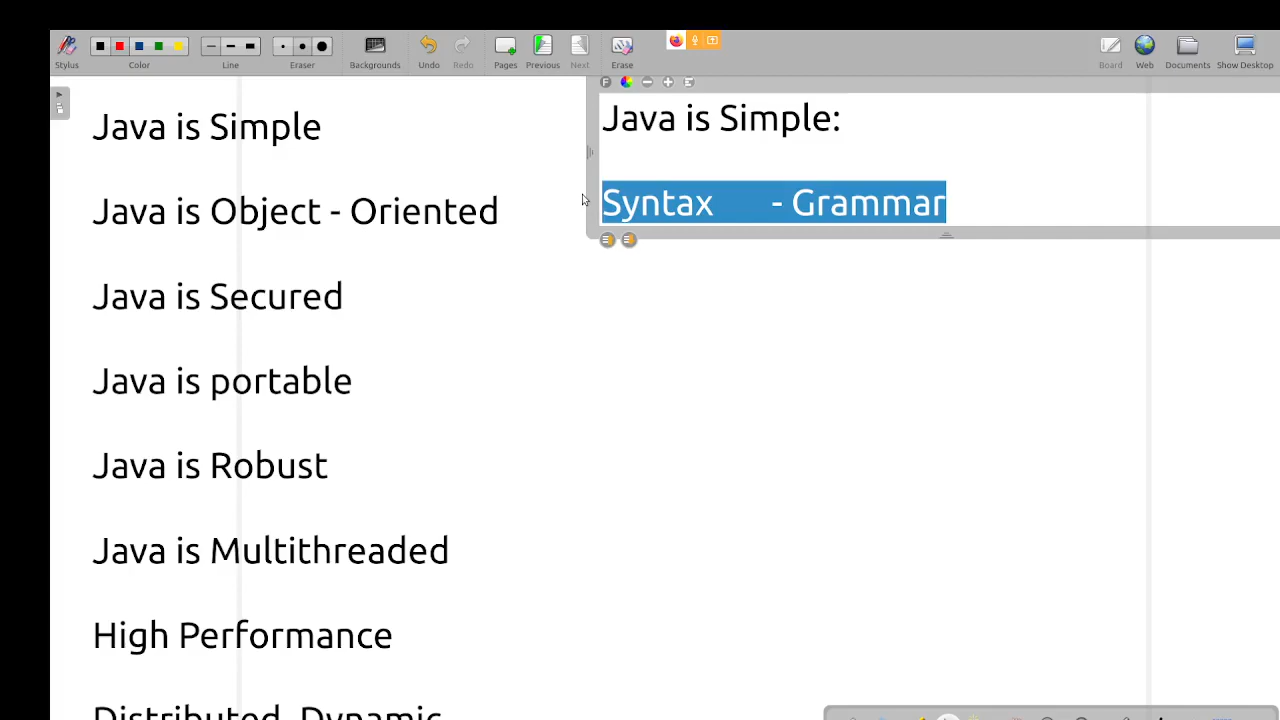 Stylus
Color
Line
Eraser
Backgrounds
Undo
Redo
Pages
Previous
Next
Erase
Board
Web
Documents
Show Desktop
Java is Simple
Java is Object - Oriented
Java is Secured
Java is portable
Java is Robust
Java is Multithreaded
High Performance
Distributed, Dynamic
F
Java is Simple:
Syntax - Grammar